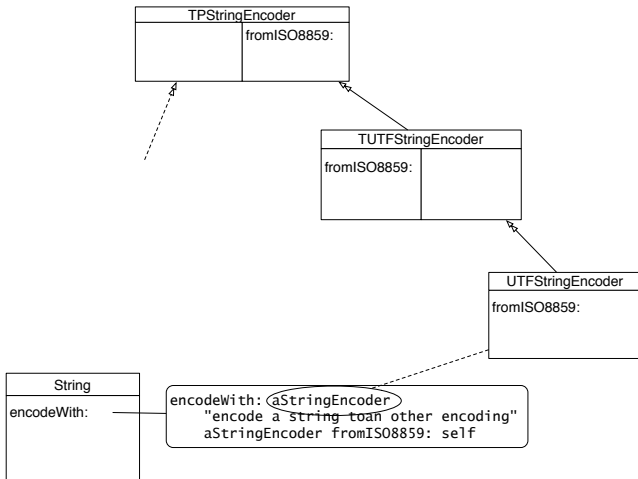 TPStringEncoder
fromISO8859:
TUTFStringEncoder
fromISO8859:
UTFStringEncoder
fromISO8859:
String
encodeWith:
encodeWith: aStringEncoder
"encode a string toan other encoding"
aStringEncoder fromISO8859: self